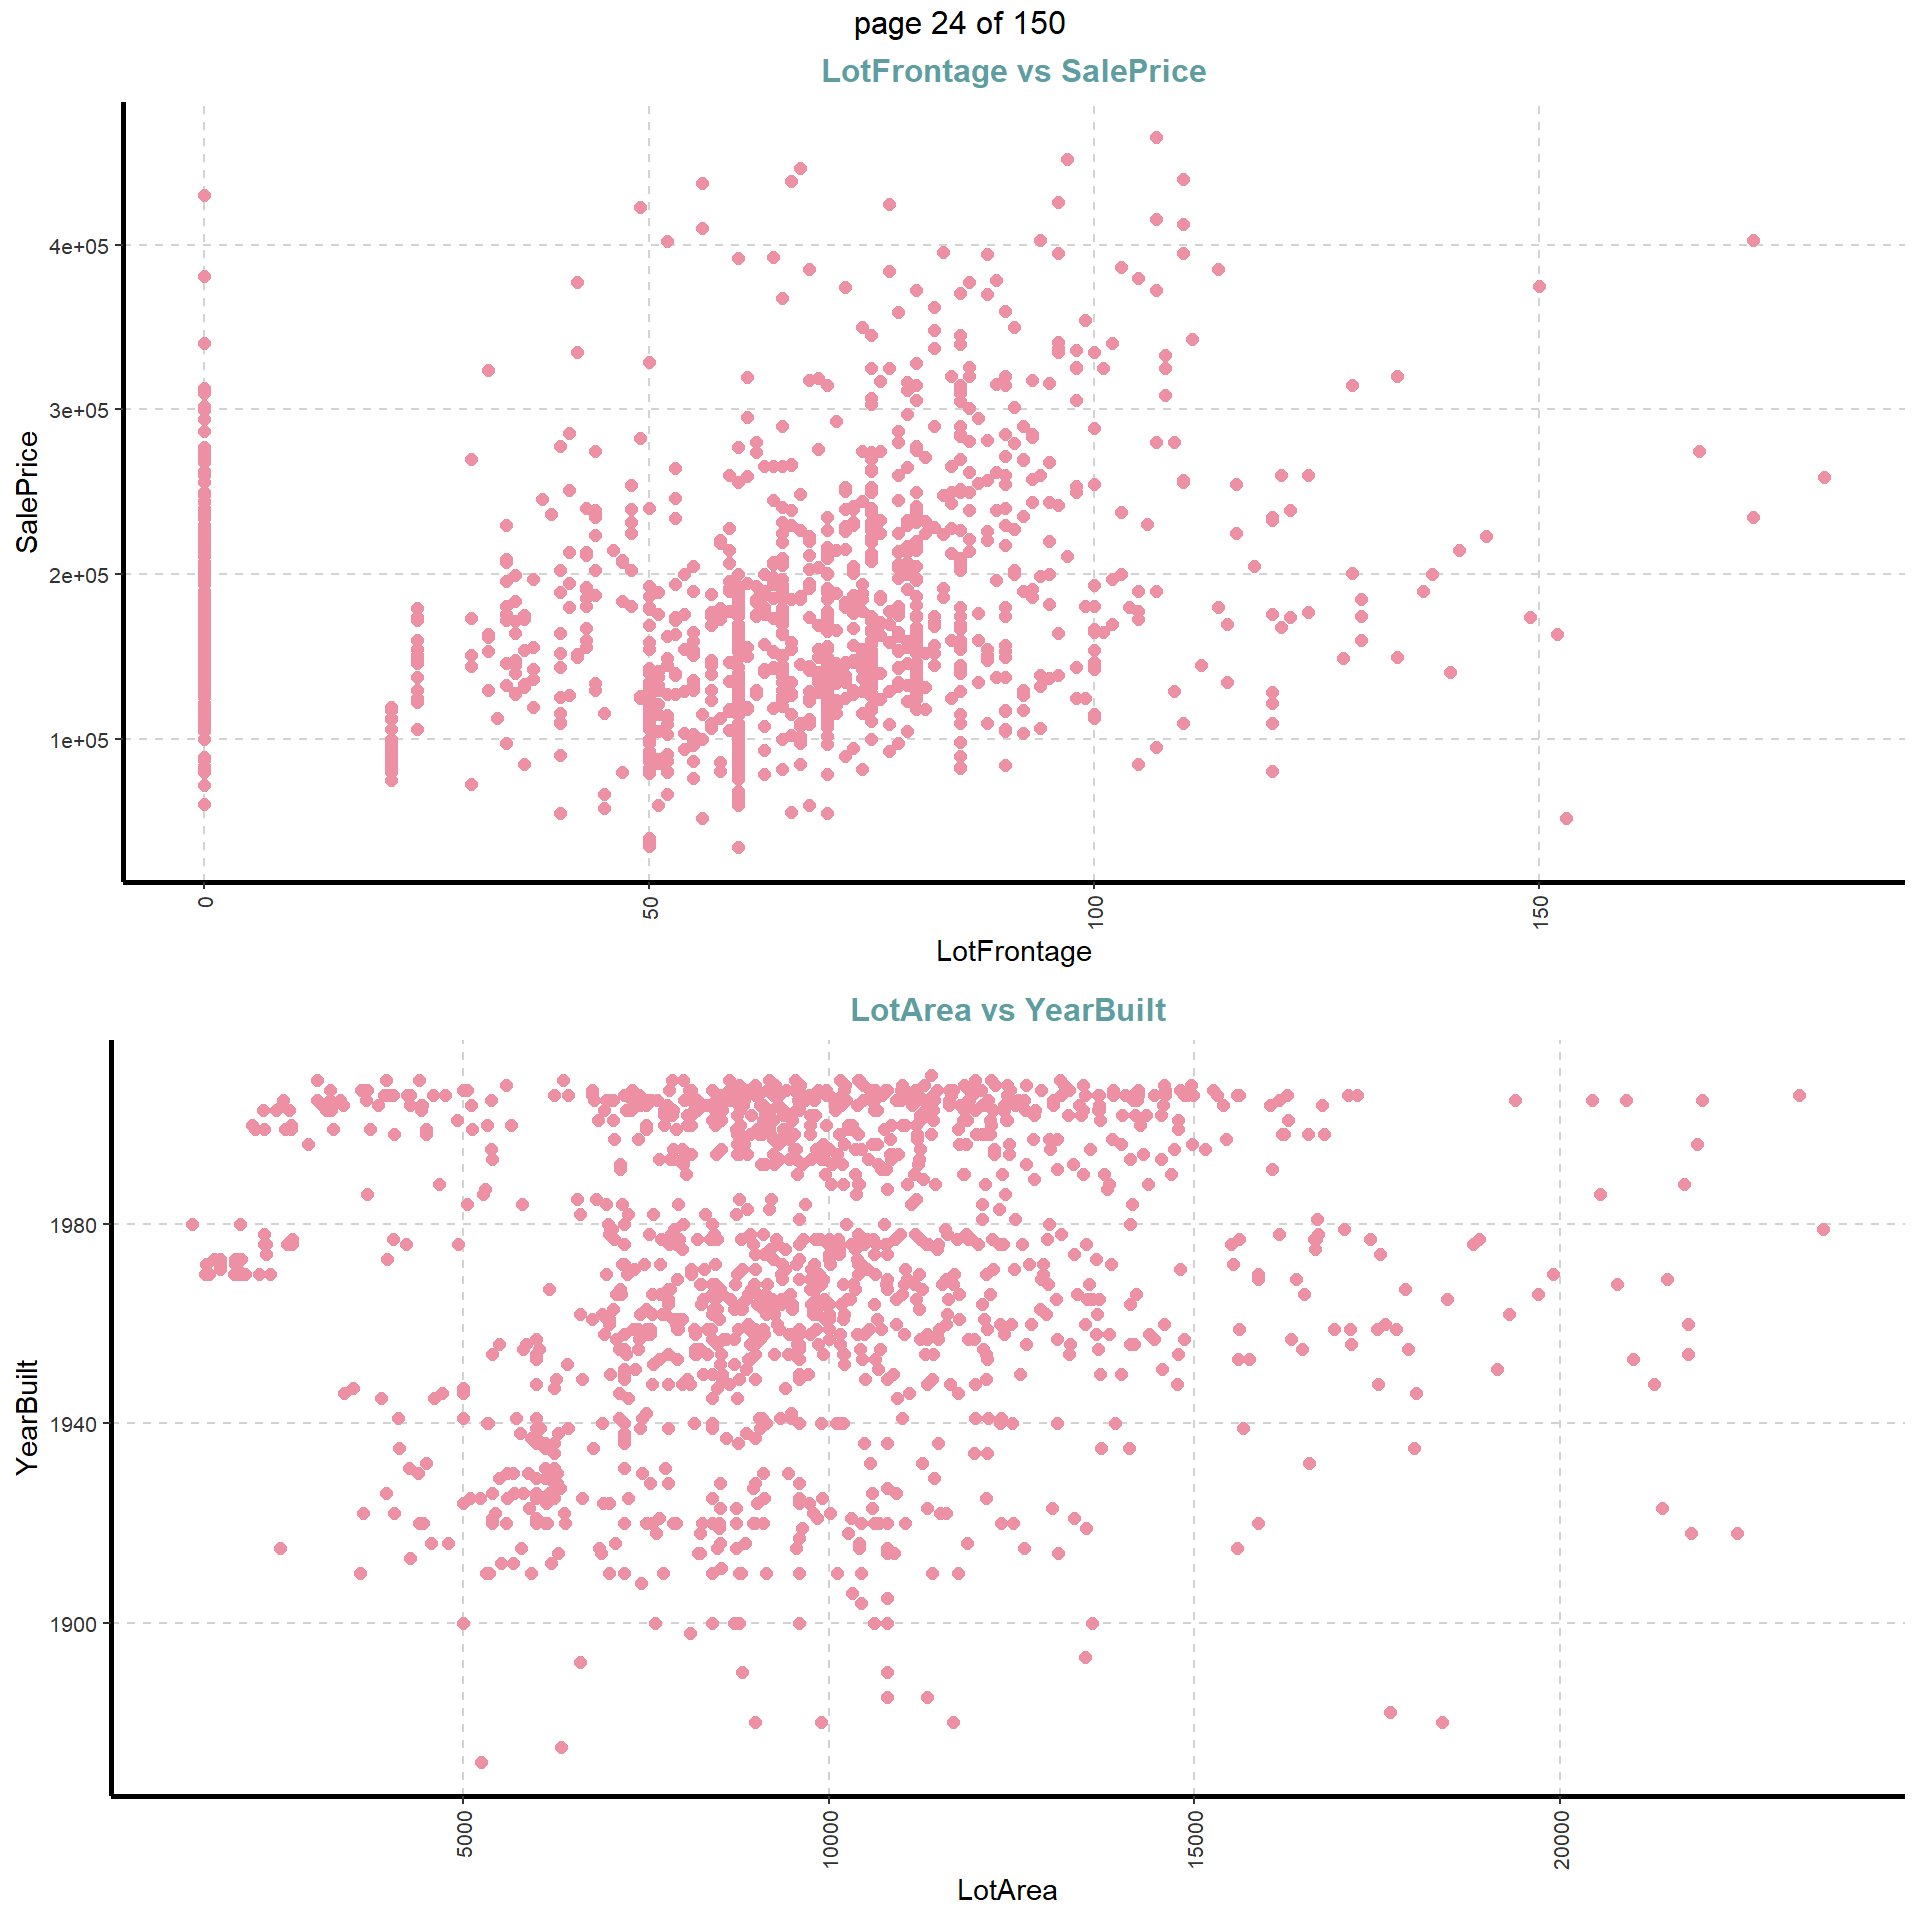 page 24 of 150
LotFrontage vs SalePrice
SalePrice
4e+05
3e+05
2e+05
1e+05
0
50
100
150
LotFrontage
LotArea vs YearBuilt
YearBuilt
1980
1940
1900
5000
10000
15000
20000
LotArea